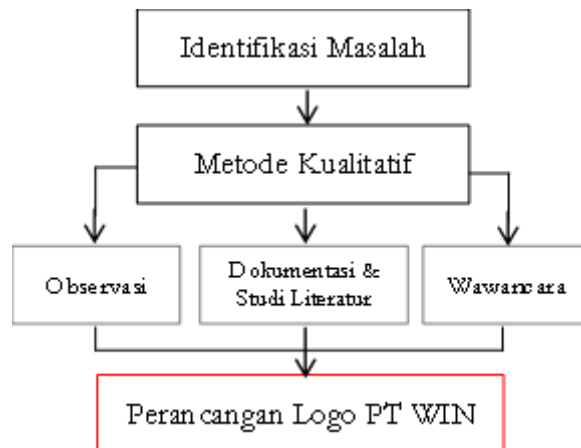 Identifikasi Masalah
Metode Kualitatif
Observasi
Dokumentasi &
Studi Literatur
Wawancara
Perancangan Logo PT WIN